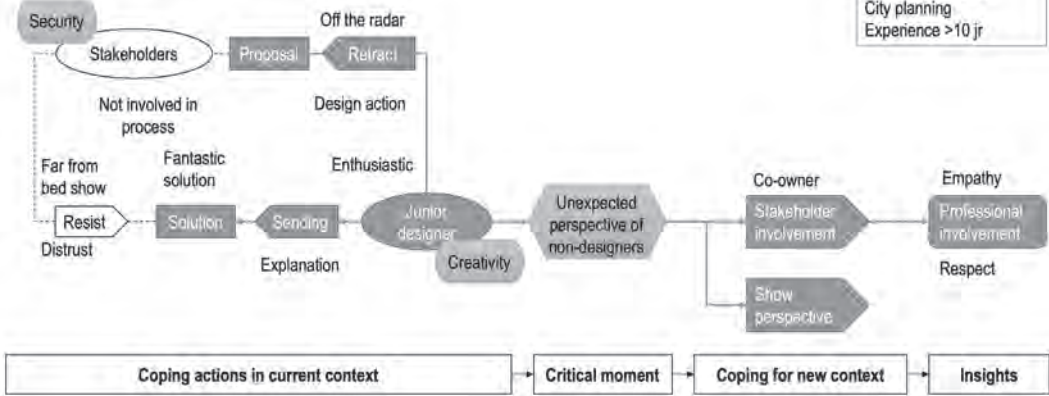 City planning
Experience >10 jr
Security
Off the radar
Stakeholders
Proposal
Retract
Not involved in
process
Design action
Far from
bed show
Fantastic
solution
Enthusiastic
Resist
Solution
Sending
Junior
designer
Creativity
Distrust
Explanation
Unexpected
perspective of
non-designers
Co-owner
Stakeholder
involvement
Empathy
Professional
involvement
Respect
Show
perspective
Coping actions in current context
Critical moment
Coping for new context
Insights